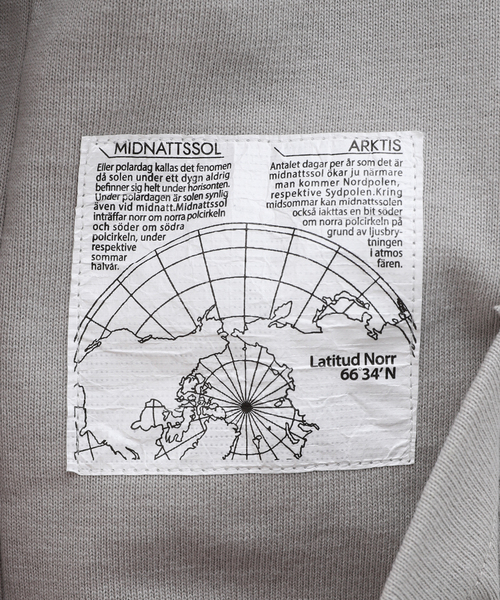 MIDNATTSSOL
Eller polardag kallas det fenomen
då solen under ett dygn aldrig
befinner sig helt under horisonten.
Under polardagen är solen synlig
även vid midnatt.Midnattssol
inträffar norr om norra polcirkeln
och söder om södra
polcirkeln, under
respektive
sommar
halvår.
ARKTIS
Antalet dagar per år som det är
midnattssol ökar ju närmare
man kommer Nordpolen,
respektive Sydpolen.Kring
midsommar kan midnattssolen
också iakttas en bit söder
om norra polcirkeln på
grund av ljusbry-
tningen
i atmos
fären.
Latitud Norr
66°34'N